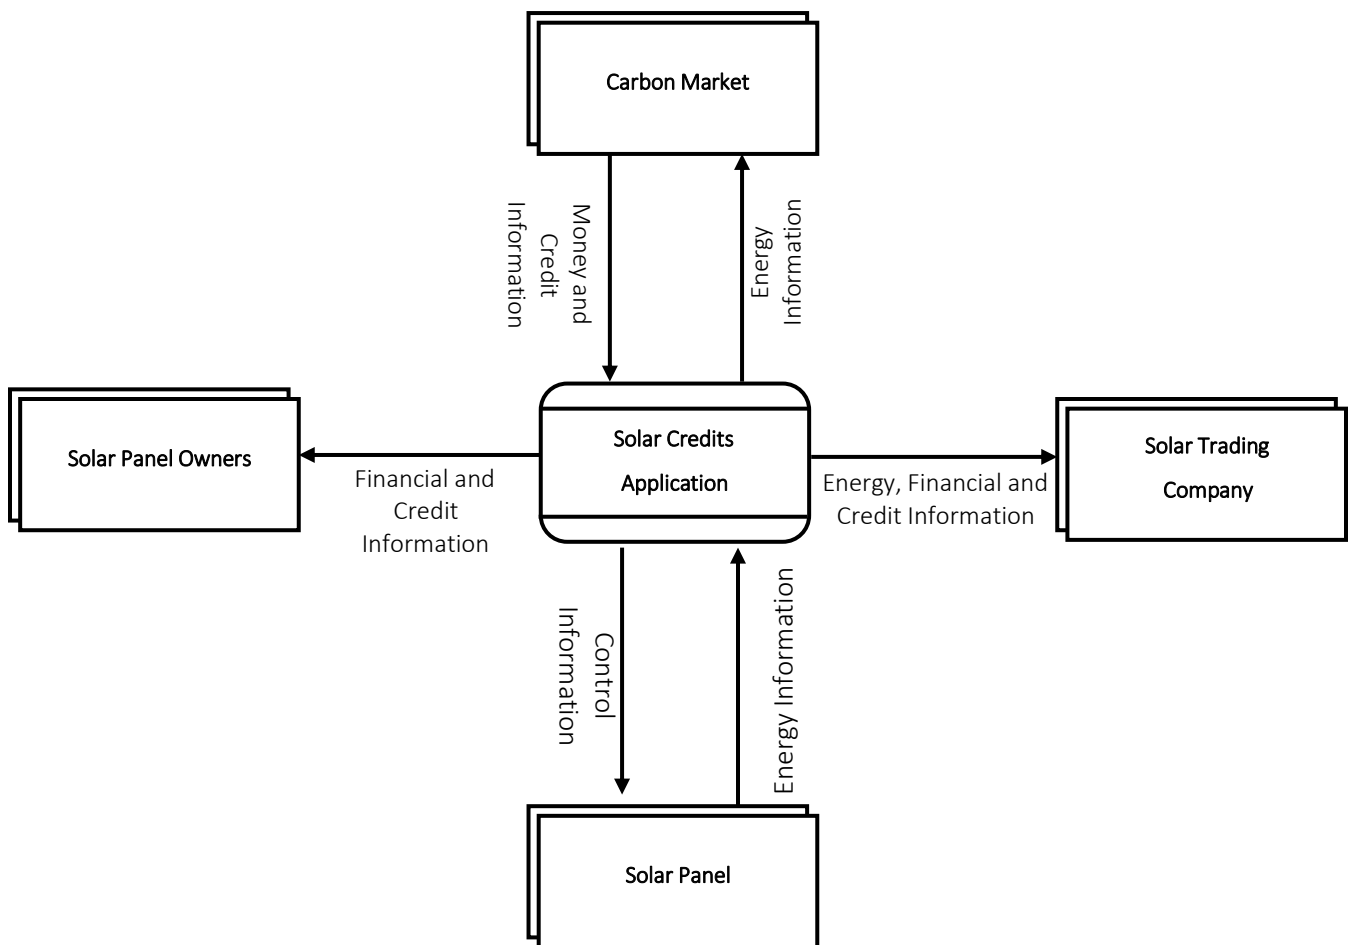 Carbon Market
Money and
Credit
Information
Energy
Information
Solar Panel Owners
Financial and
Credit
Information
Solar Credits
Application
Energy, Financial and
Credit Information
Solar Trading
Company
Control
Information
Energy Information
Solar Panel